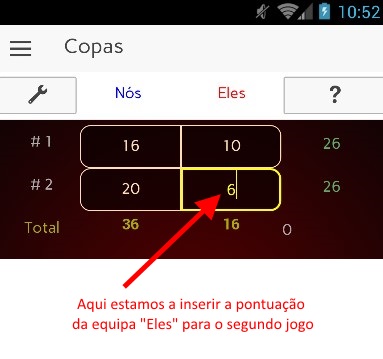 10:52
Copas
Nós Eles ?
# 1 16 10 26
# 2 20 6 26
Total 36 16 0
Aqui estamos a inserir a pontuação
da equipa "Eles" para o segundo jogo